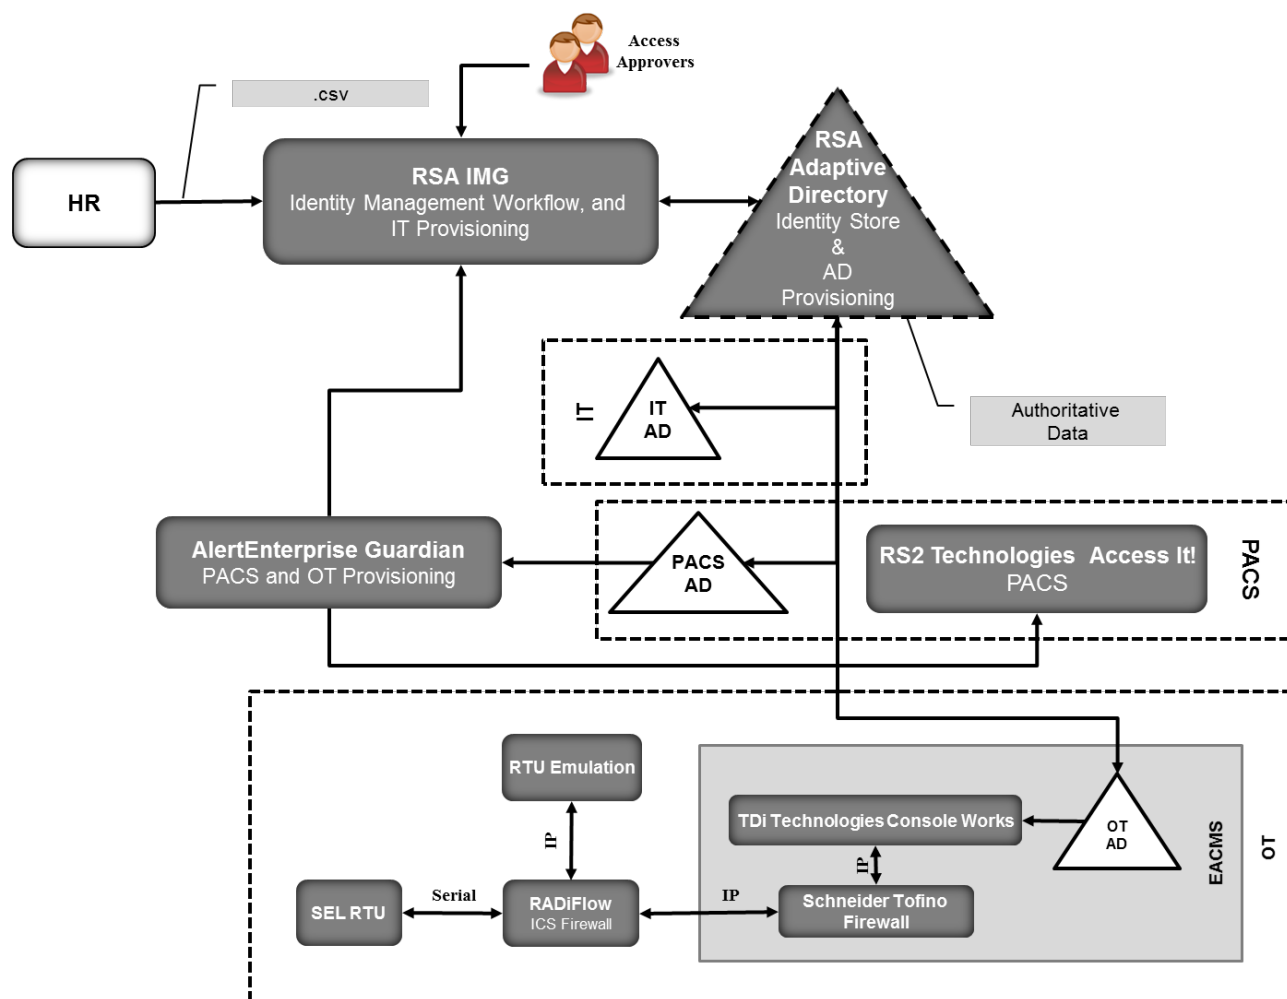 Access
Approvers
.csv
HR
RSA IMG
Identity Management Workflow, and
IT Provisioning
RSA
Adaptive
Directory
Identity Store
&
AD
Provisioning
IT
IT
AD
Authoritative
Data
AlertEnterprise Guardian
PACS and OT Provisioning
PACS
AD
RS2 Technologies Access It!
PACS
PACS
RTU Emulation
IP
TDi Technologies Console Works
OT
AD
EACMS
OT
IP
SEL RTU
Serial
RADiFlow
ICS Firewall
IP
Schneider Tofino
Firewall